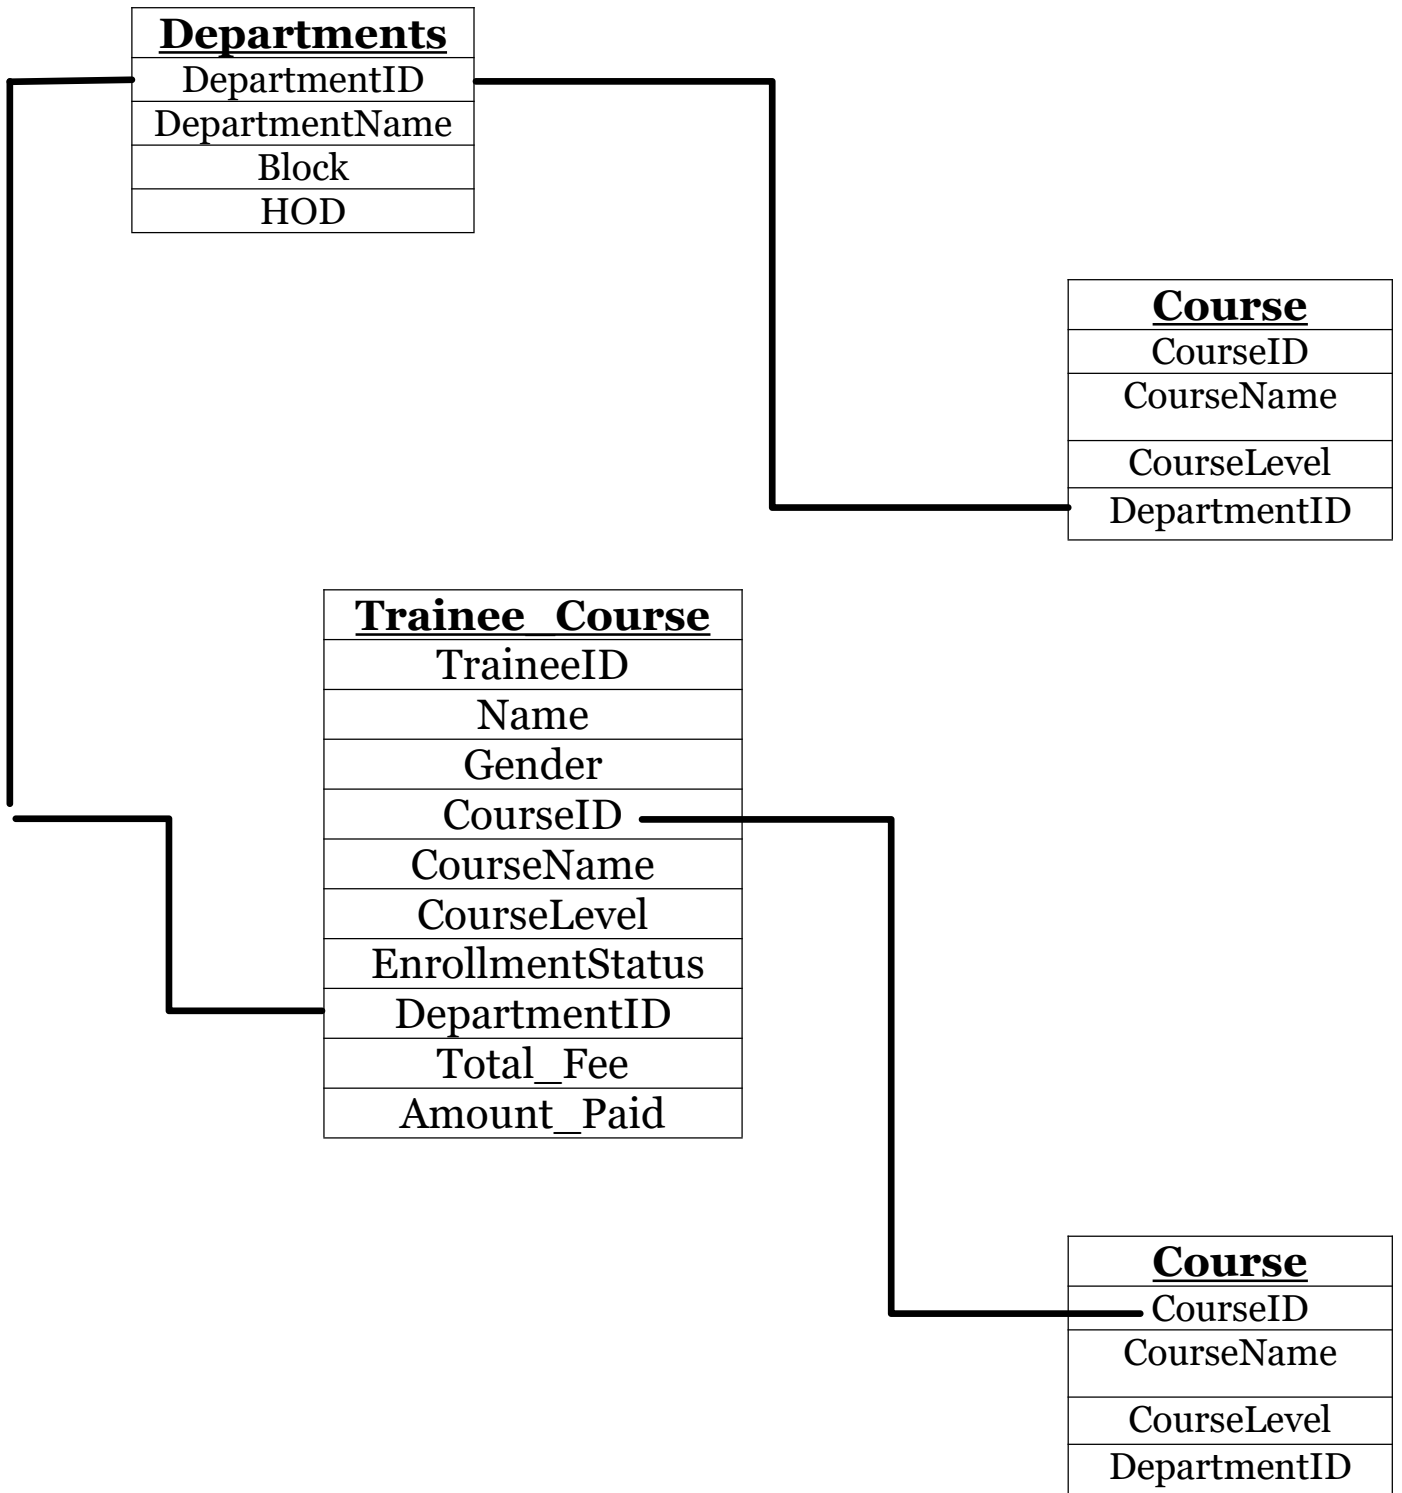 Departments
DepartmentID
DepartmentName
Block
HOD
Course
CourseID
CourseName
CourseLevel
DepartmentID
Trainee_Course
TraineeID
Name
Gender
CourseID
CourseName
CourseLevel
EnrollmentStatus
DepartmentID
Total_Fee
Amount_Paid
Course
CourseID
CourseName
CourseLevel
DepartmentID